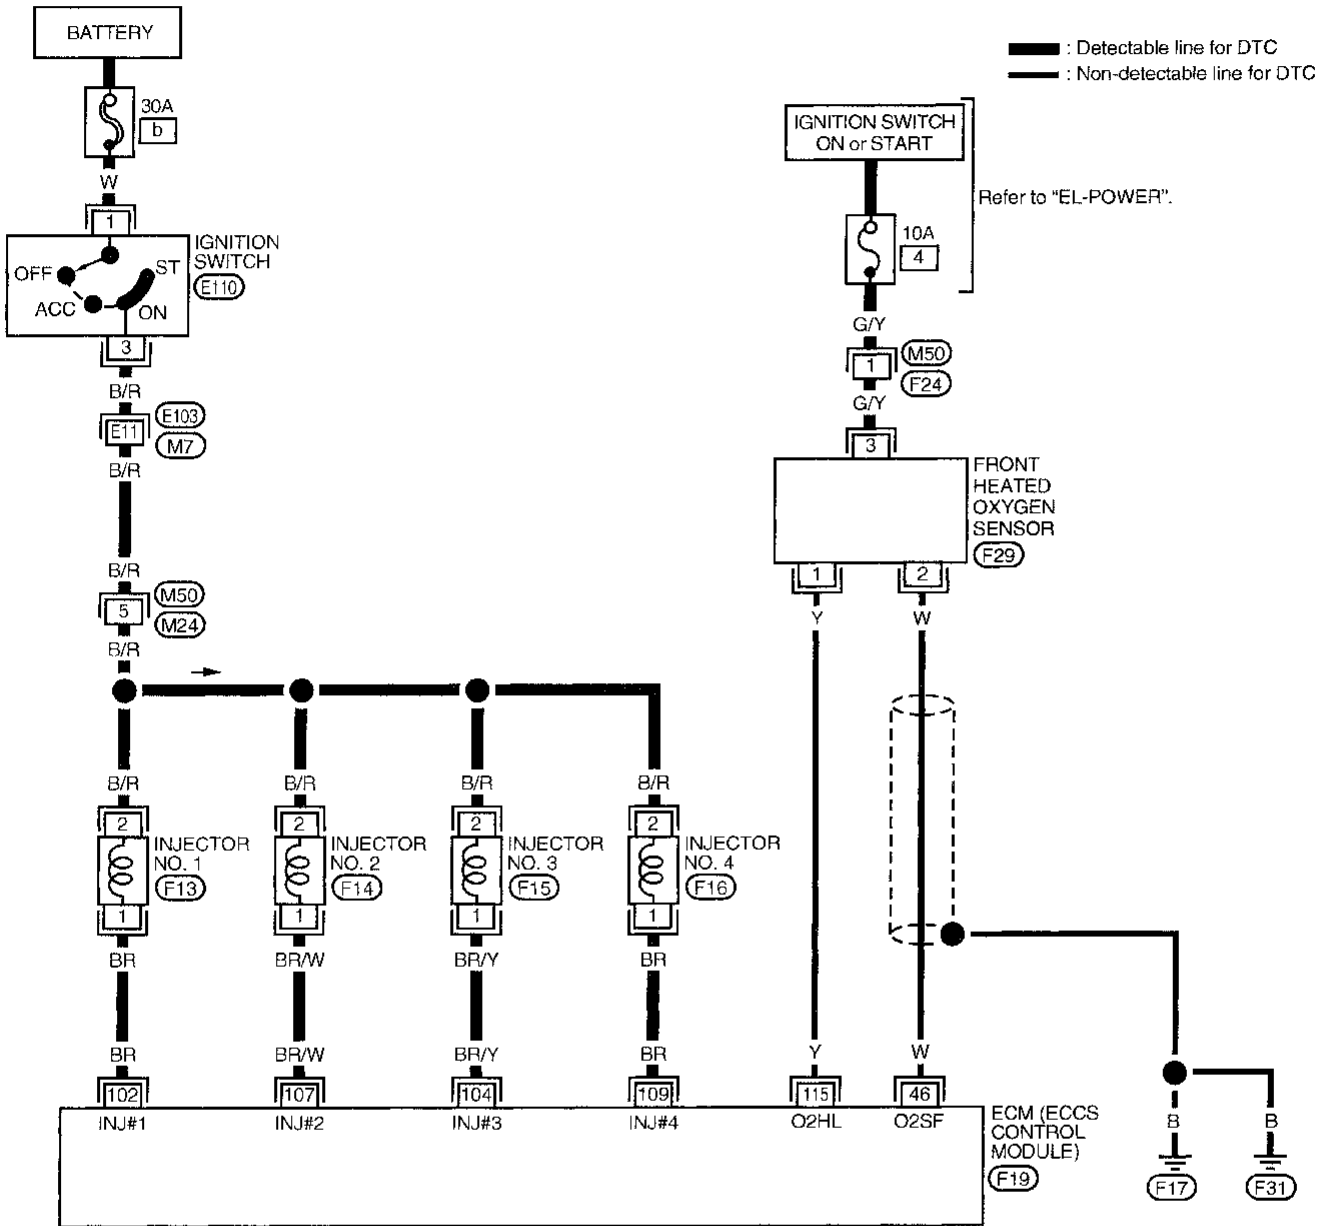 BATTERY
: Detectable line for DTC
: Non-detectable line for DTC
30A
b
IGNITION SWITCH
ON or START
Refer to "EL-POWER".
W
1
10A
4
IGNITION
SWITCH
E110
OFF
ST
ACC
ON
3
G/Y
1
M50
F24
G/Y
3
B/R
E11
E103
M7
B/R
FRONT
HEATED
OXYGEN
SENSOR
F29
1
2
B/R
5
M50
M24
B/R
Y
W
B/R
B/R
B/R
B/R
2
2
2
2
INJECTOR
NO. 1
F13
INJECTOR
NO. 2
F14
INJECTOR
NO. 3
F15
INJECTOR
NO. 4
F16
1
1
1
1
BR
BR/W
BR/Y
BR
BR
BR/W
BR/Y
BR
Y
W
102
107
104
109
115
46
INJ#1
INJ#2
INJ#3
INJ#4
O2HL
O2SF
ECM (ECCS
CONTROL
MODULE)
F19
B
B
F17
F31